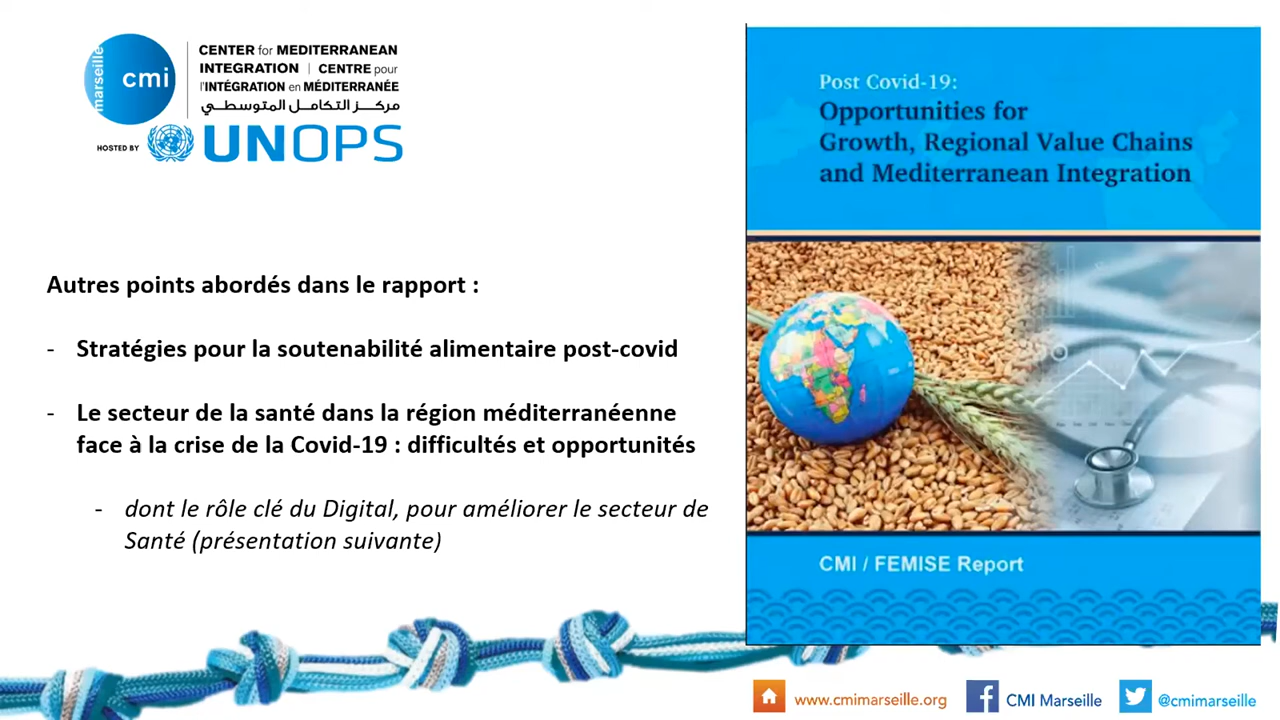 marseille
cmi
CENTER for MEDITERRANEAN
INTEGRATION | CENTRE pour
l'INTÉGRATION en MÉDITERRANÉE
مركز التكامل المتوسطي
HOSTED BY
UNOPS
Autres points abordés dans le rapport :
- Stratégies pour la soutenabilité alimentaire post-covid
- Le secteur de la santé dans la région méditerranéenne
face à la crise de la Covid-19 : difficultés et opportunités
- dont le rôle clé du Digital, pour améliorer le secteur de
Santé (présentation suivante)
Post Covid-19:
Opportunities for
Growth, Regional Value Chains
and Mediterranean Integration
CMI / FEMISE Report
www.cmimarseille.org
CMI Marseille
@cmimarseille